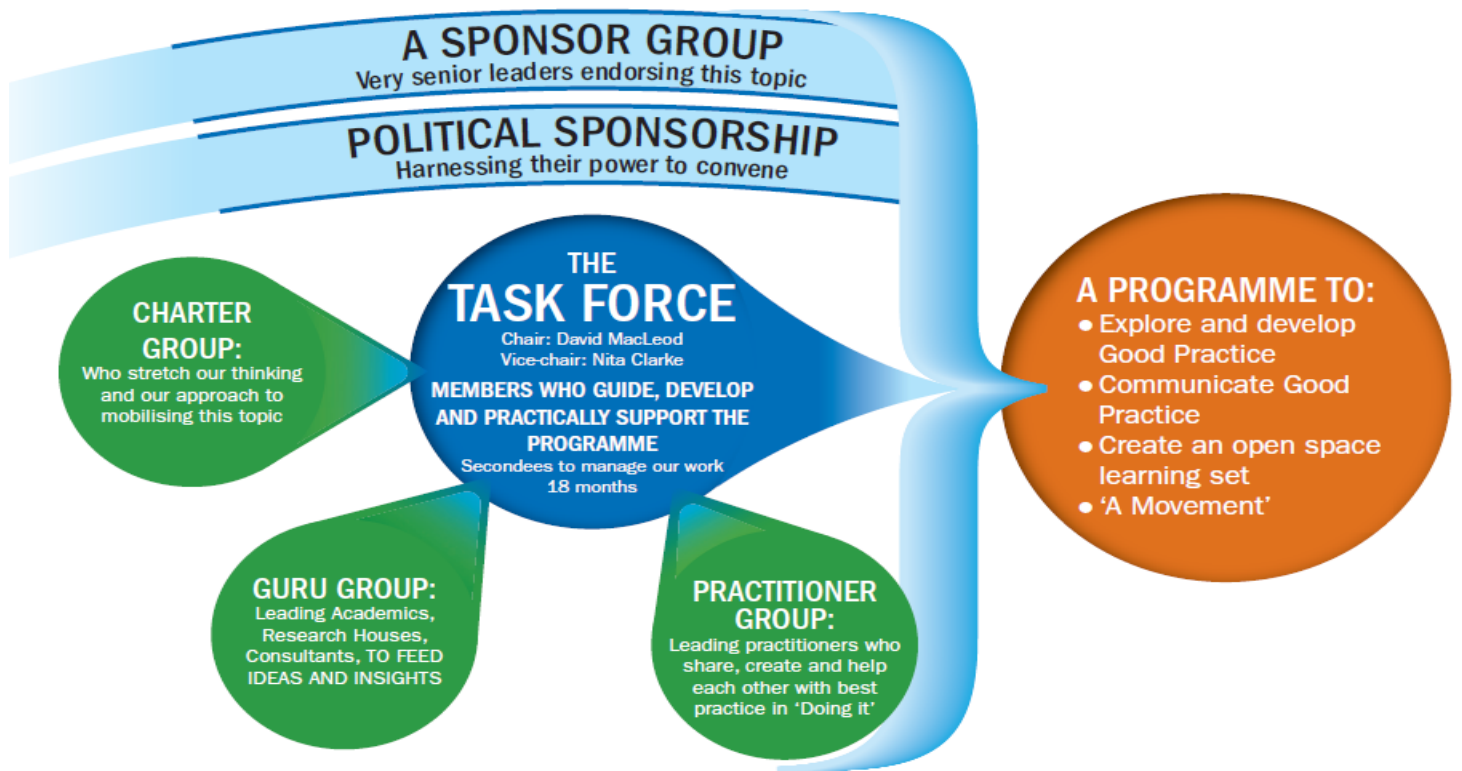 A SPONSOR GROUP
Very senior leaders endorsing this topic
POLITICAL SPONSORSHIP
Harnessing their power to convene
CHARTER
GROUP:
Who stretch our thinking
and our approach to
mobilising this topic
THE
TASK FORCE
Chair: David MacLeod
Vice-chair: Nita Clarke
MEMBERS WHO GUIDE, DEVELOP
AND PRACTICALLY SUPPORT THE
PROGRAMME
Secondees to manage our work
18 months
GURU GROUP:
Leading Academics,
Research Houses,
Consultants, TO FEED
IDEAS AND INSIGHTS
PRACTITIONER
GROUP:
Leading practitioners who
share, create and help
each other with best
practice in ‘Doing it’
A PROGRAMME TO:
● Explore and develop
Good Practice
● Communicate Good
Practice
● Create an open space
learning set
● ‘A Movement’